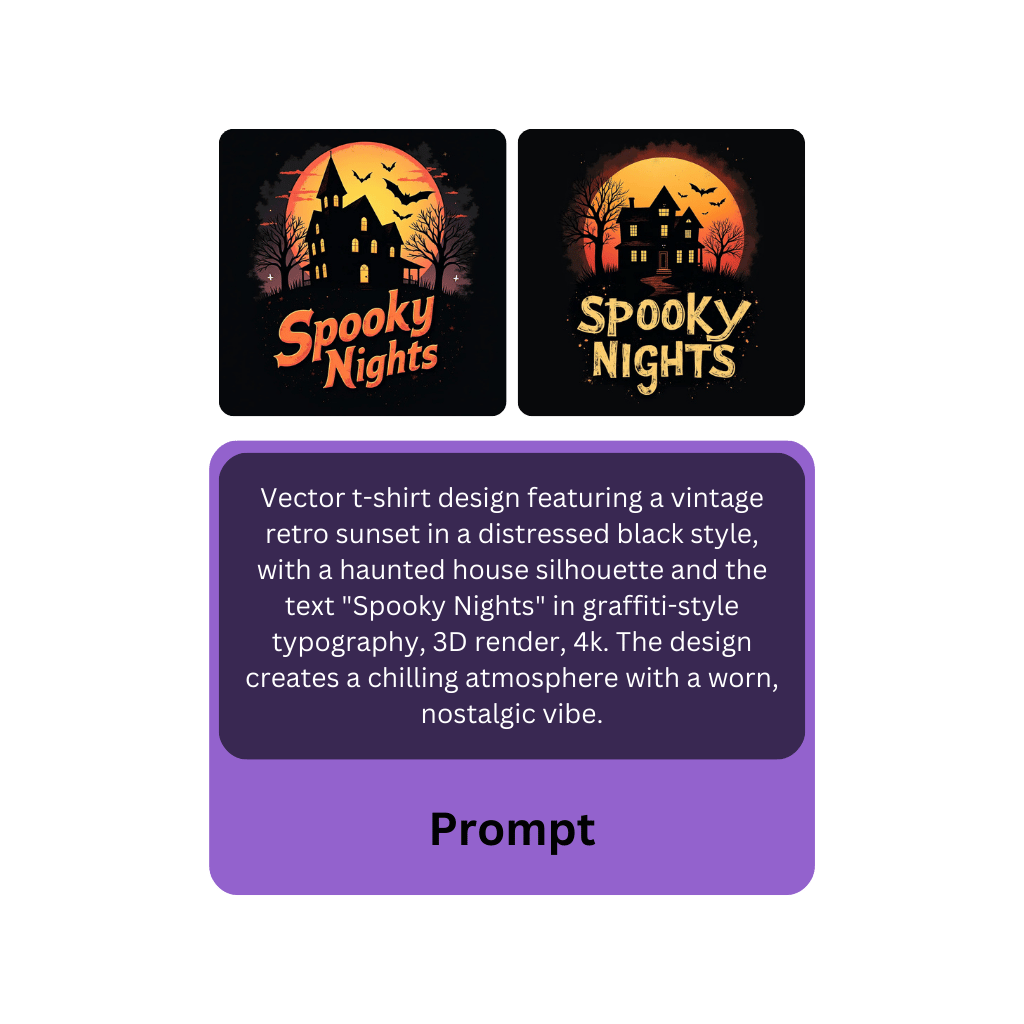 Spooky
Nights
SPOOKY
NIgHTS
Vector t-shirt design featuring a vintage
retro sunset in a distressed black style,
with a haunted house silhouette and the
text "Spooky Nights" in graffiti-style
typography, 3D render, 4k. The design
creates a chilling atmosphere with a worn,
nostalgic vibe.
Prompt